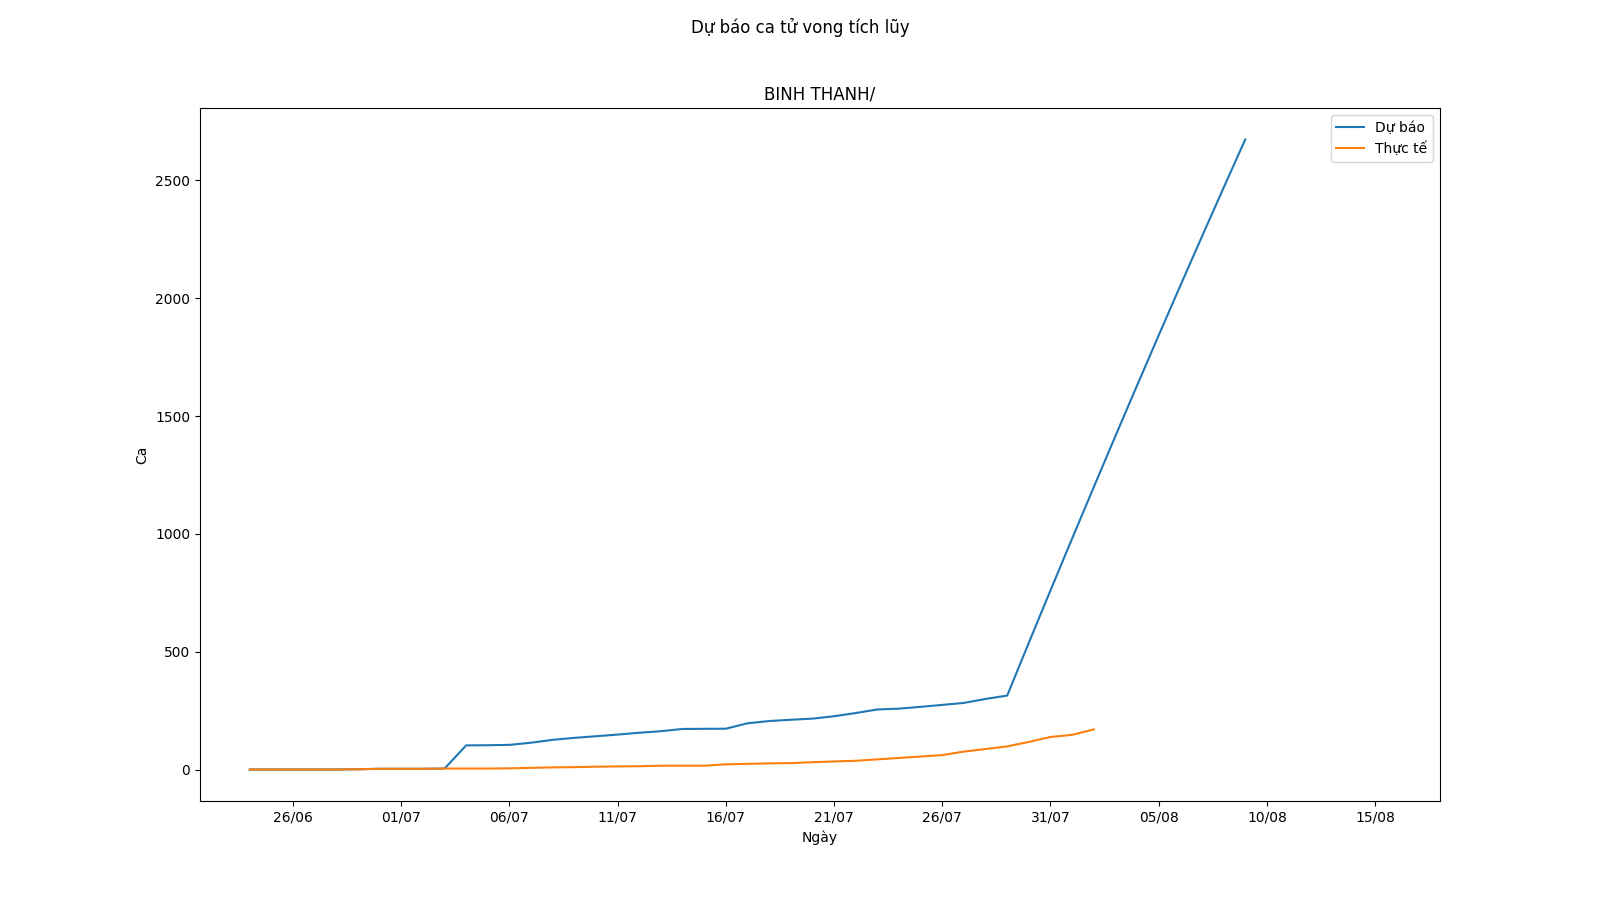 Dự báo ca tử vong tích lũy
BINH THANH/
Dự báo
Thực tế
2500
2000
1500
1000
500
0
Ca
26/06
01/07
06/07
11/07
16/07
21/07
26/07
31/07
05/08
10/08
15/08
Ngày